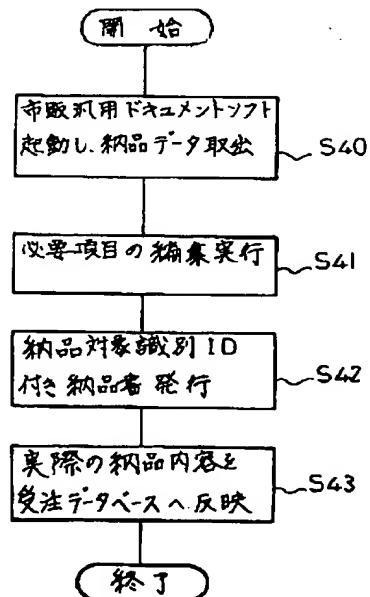 開始
市販汎用ドキュメントソフト
起動し、納品データ取出
S40
必要項目の編集実行
S41
納品対象識別ID
付き納品書発行
S42
実際の納品内容を
受注データベースへ反映
S43
終了